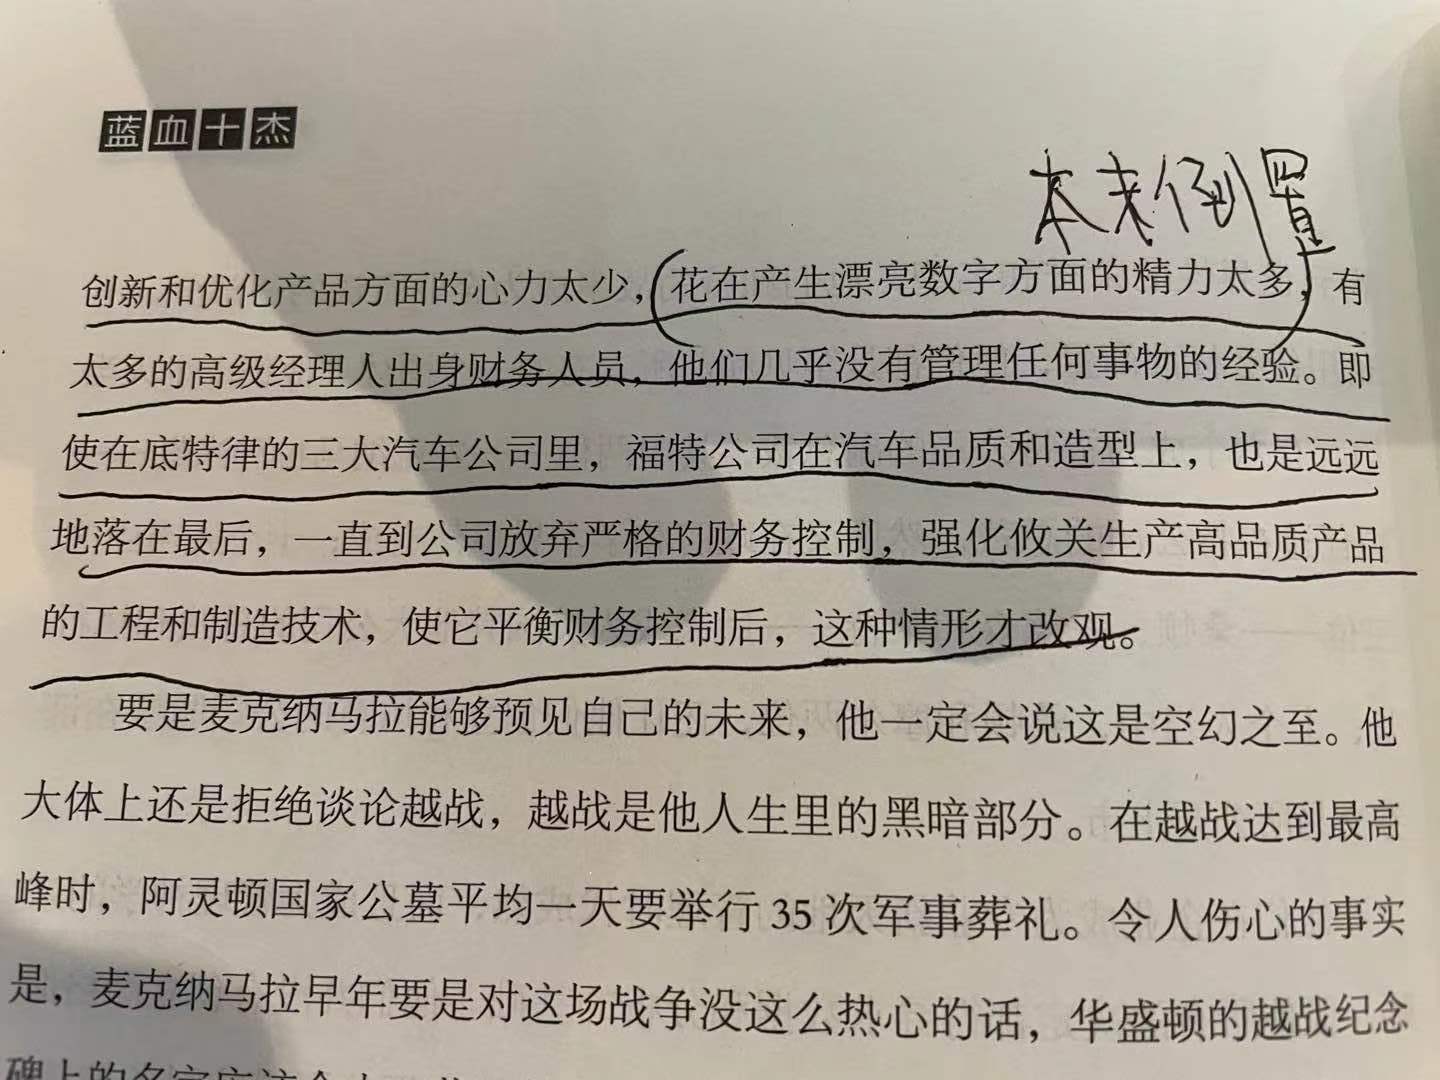 蓝血十杰
本末倒置
创新和优化产品方面的心力太少，花在产生漂亮数字方面的精力太多，有
太多的高级经理人出身财务人员，他们几乎没有管理任何事物的经验。即
使在底特律的三大汽车公司里，福特公司在汽车品质和造型上，也是远远
地落在最后，一直到公司放弃严格的财务控制，强化攸关生产高品质产品
的工程和制造技术，使它平衡财务控制后，这种情形才改观。
要是麦克纳马拉能够预见自己的未来，他一定会说这是空幻之至。他
大体上还是拒绝谈论越战，越战是他人生里的黑暗部分。在越战达到最高
峰时，阿灵顿国家公墓平均一天要举行 35 次军事葬礼。令人伤心的事实
是，麦克纳马拉早年要是对这场战争没这么热心的话，华盛顿的越战纪念
碑上的名字应该会